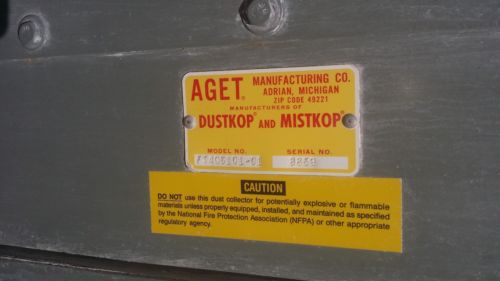 AGET® MANUFACTURING CO.
ADRIAN, MICHIGAN
ZIP CODE 49221
MANUFACTURERS OF
DUSTKOP® AND MISTKOP®
MODEL NO. SERIAL NO.
CAUTION
DO NOT use this dust collector for potentially explosive or flammable
materials unless properly equipped, installed, and maintained as specified
by the National Fire Protection Association (NFPA) or other appropriate
regulatory agency.